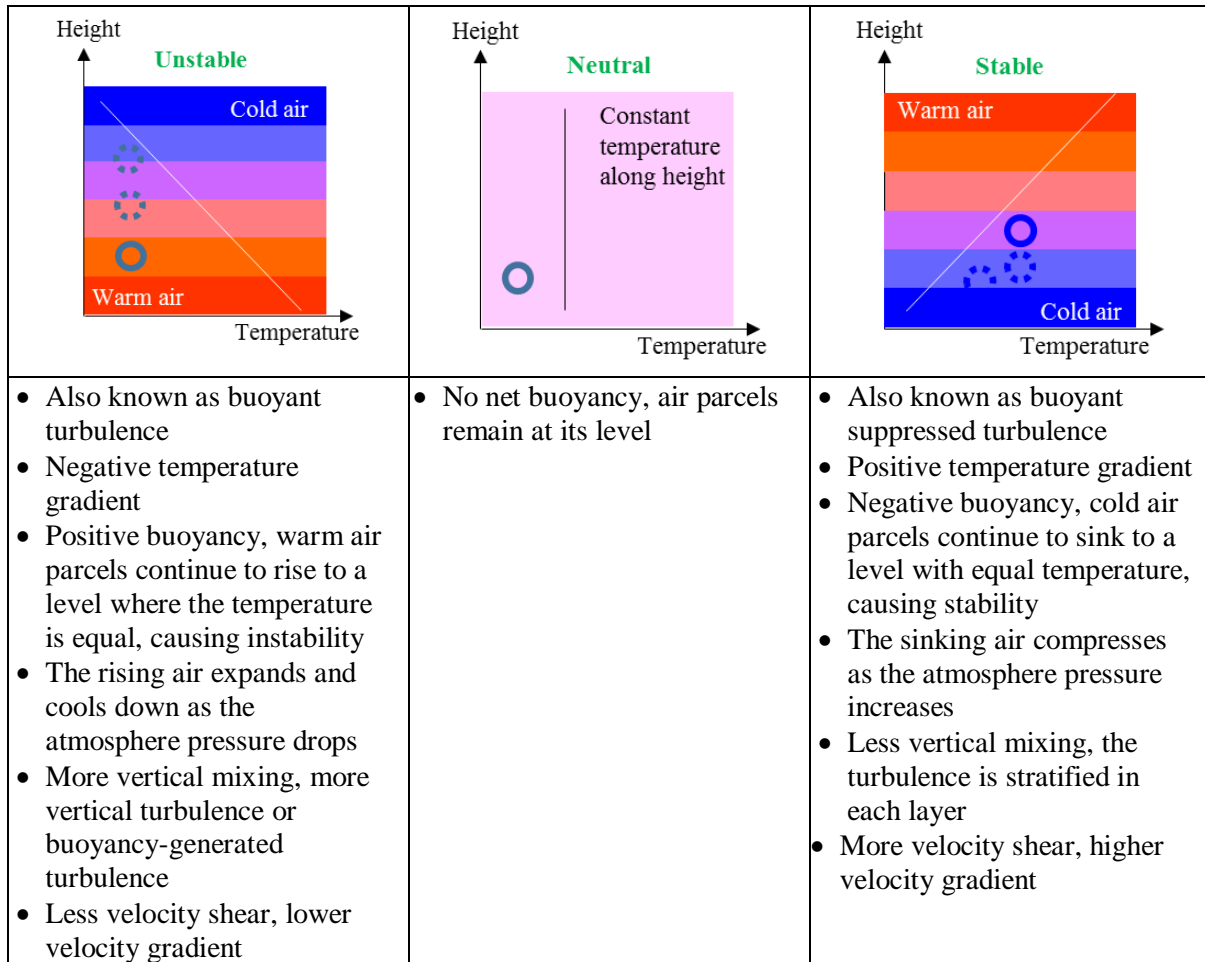 Height
Unstable
Cold air
Warm air
Temperature
Height
Neutral
Constant
temperature
along height
Temperature
Height
Stable
Warm air
Cold air
Temperature
• Also known as buoyant
turbulence
• Negative temperature
gradient
• Positive buoyancy, warm air
parcels continue to rise to a
level where the temperature
is equal, causing instability
• The rising air expands and
cools down as the
atmosphere pressure drops
• More vertical mixing, more
vertical turbulence or
buoyancy-generated
turbulence
• Less velocity shear, lower
velocity gradient
• No net buoyancy, air parcels
remain at its level
• Also known as buoyant
suppressed turbulence
• Positive temperature gradient
• Negative buoyancy, cold air
parcels continue to sink to a
level with equal temperature,
causing stability
• The sinking air compresses
as the atmosphere pressure
increases
• Less vertical mixing, the
turbulence is stratified in
each layer
• More velocity shear, higher
velocity gradient